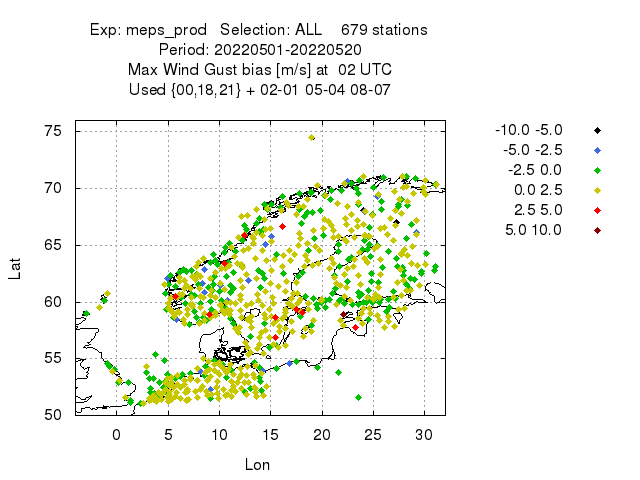 Exp: meps_prod Selection: ALL 679 stations
Period: 20220501-20220520
Max Wind Gust bias [m/s] at 02 UTC
Used {00,18,21} + 02-01 05-04 08-07
-10.0 -5.0
-5.0 -2.5
-2.5 0.0
0.0 2.5
2.5 5.0
5.0 10.0
75
70
65
60
55
50
Lat
0 5 10 15 20 25 30
Lon